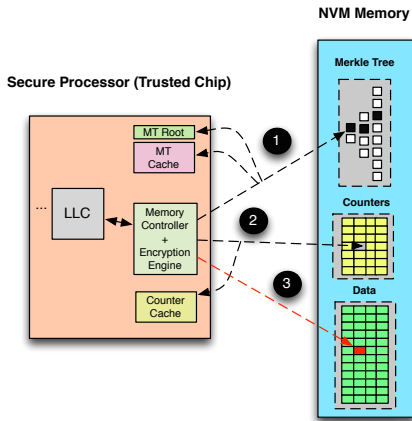 NVM Memory
Merkle Tree
Secure Processor (Trusted Chip)
MT Root
MT
Cache
1
...
LLC
Memory
Controller
+
Encryption
Engine
2
Counters
Counter
Cache
3
Data